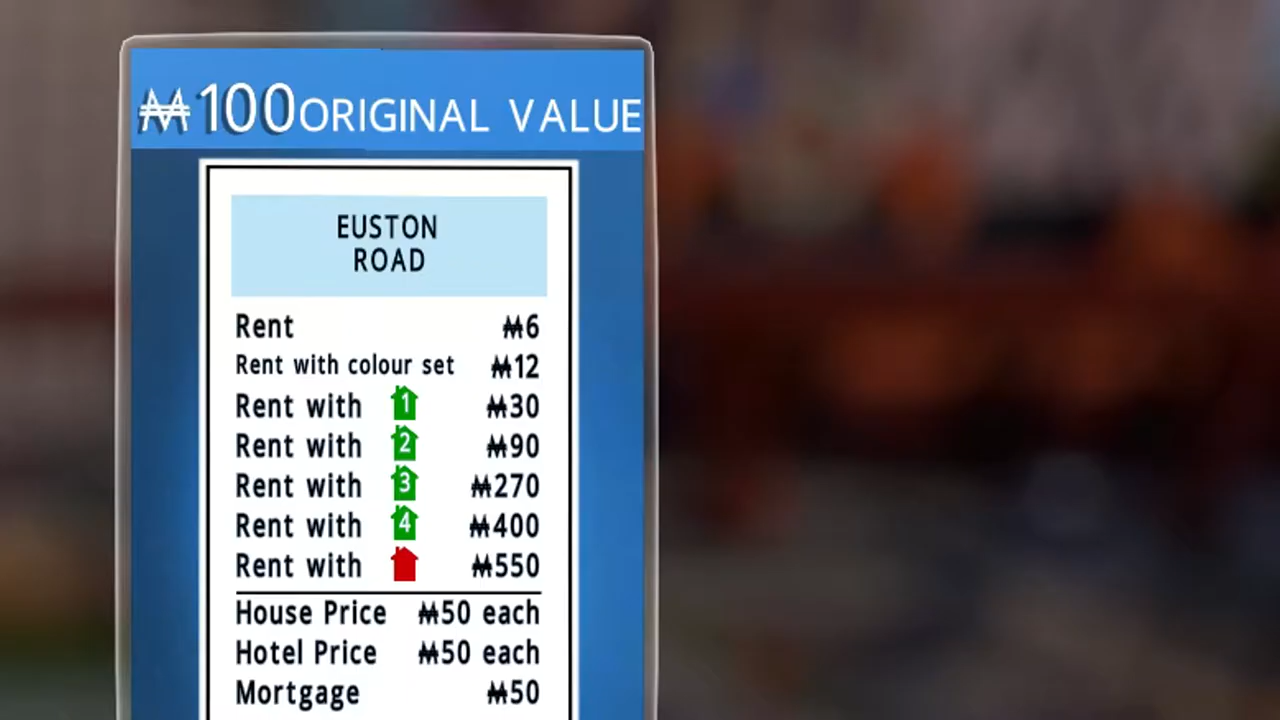 ₩100 ORIGINAL VALUE
EUSTON
ROAD
Rent ₩6
Rent with colour set ₩12
Rent with 1 ₩30
Rent with 2 ₩90
Rent with 3 ₩270
Rent with 4 ₩400
Rent with ₩550
House Price ₩50 each
Hotel Price ₩50 each
Mortgage ₩50